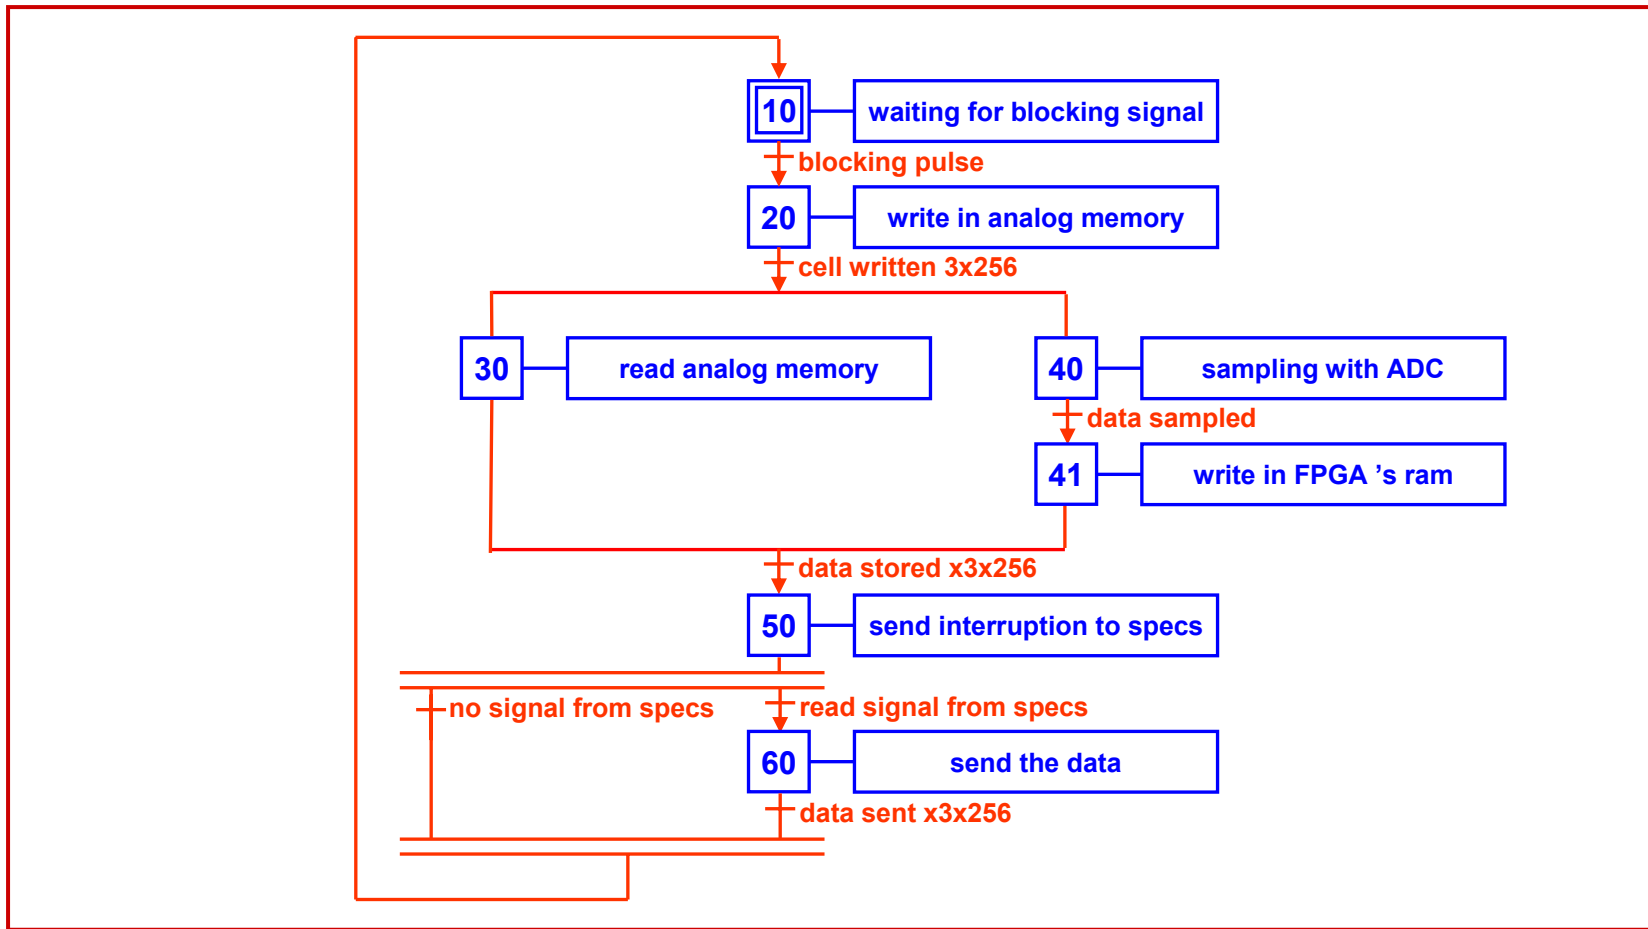 10
waiting for blocking signal
blocking pulse
20
write in analog memory
cell written 3x256
30
read analog memory
40
sampling with ADC
data sampled
41
write in FPGA ’s ram
data stored x3x256
50
send interruption to specs
no signal from specs
read signal from specs
60
send the data
data sent x3x256